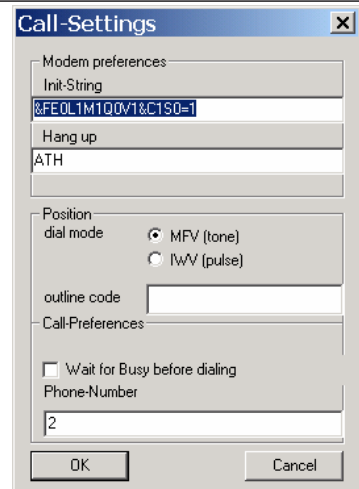 Call-Settings
Modem preferences
Init-String
&FE0L1M1Q0V1&C1S0=1
Hang up
ATH
Position
dial mode
MFV (tone)
IWV (pulse)
outline code
Call-Preferences
Wait for Busy before dialing
Phone-Number
2
OK Cancel